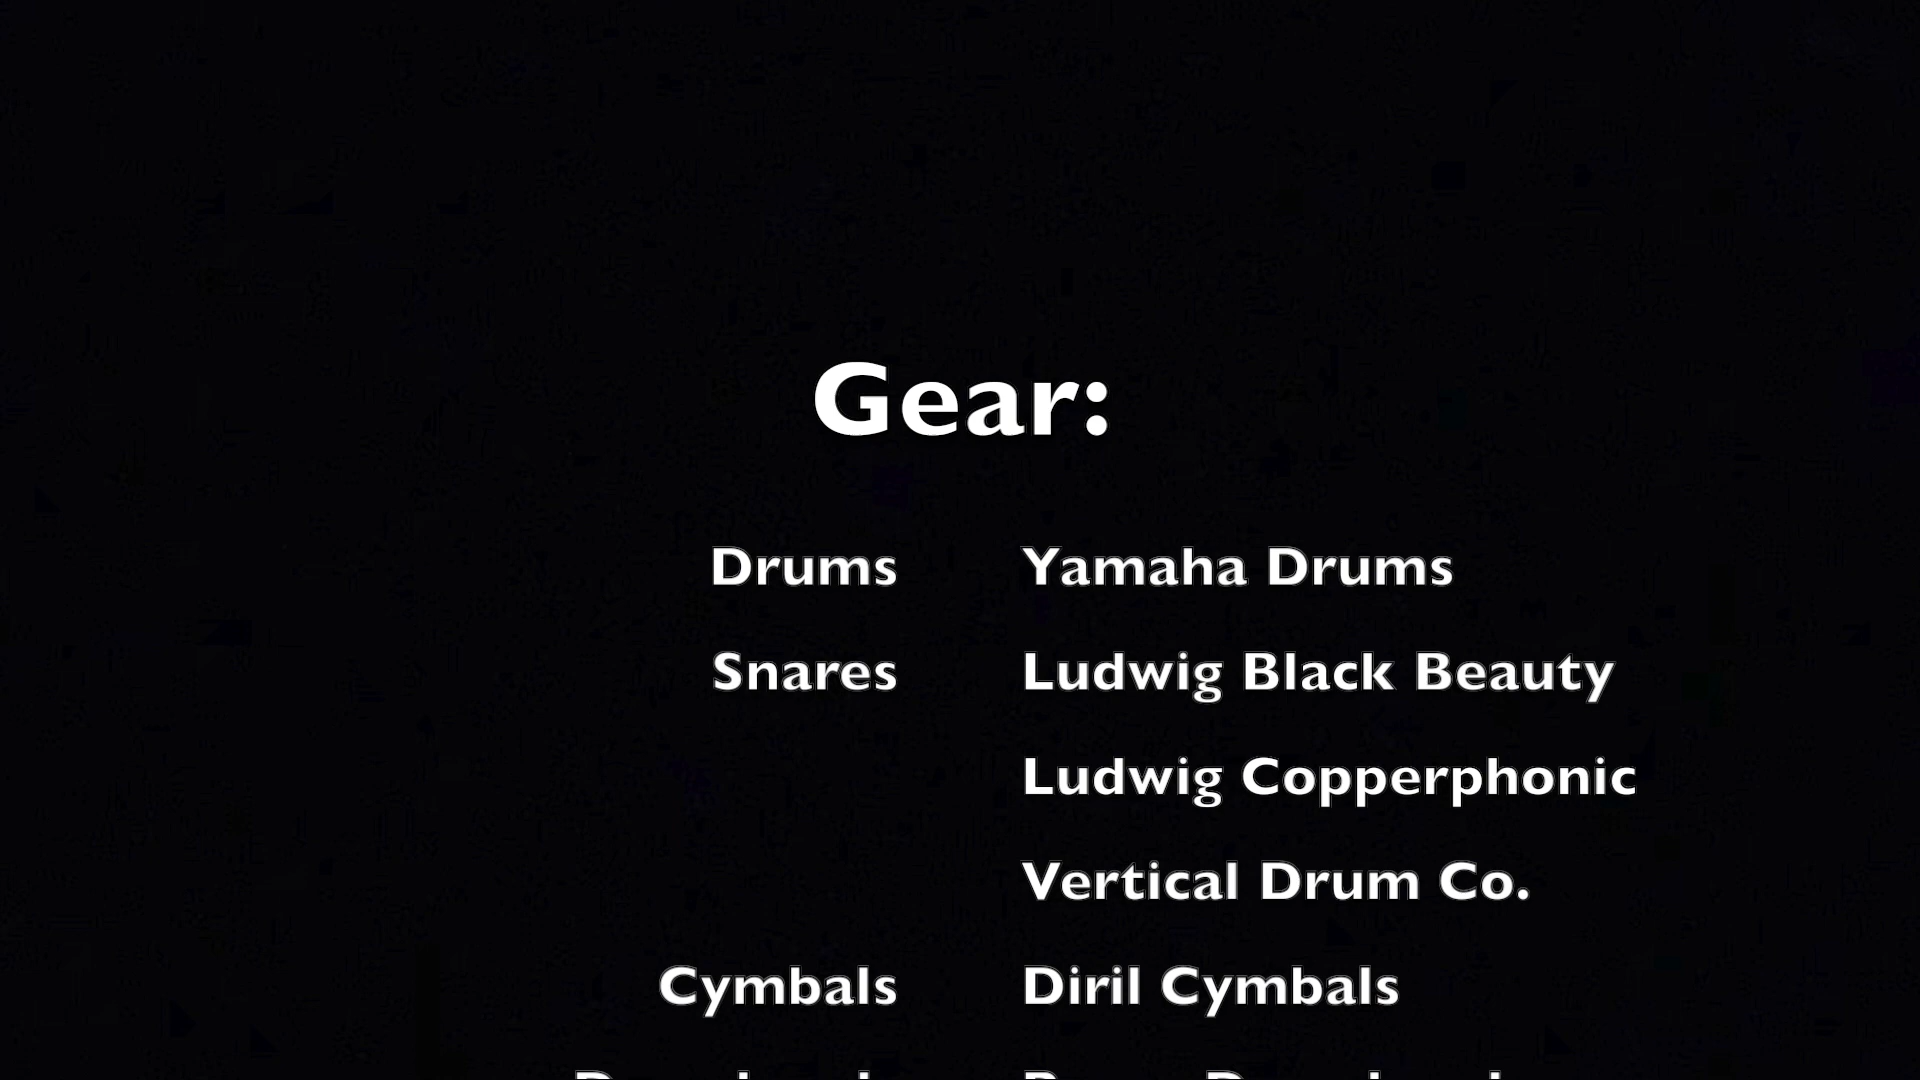 Gear:
Drums Yamaha Drums
Snares Ludwig Black Beauty
Ludwig Copperphonic
Vertical Drum Co.
Cymbals Diril Cymbals